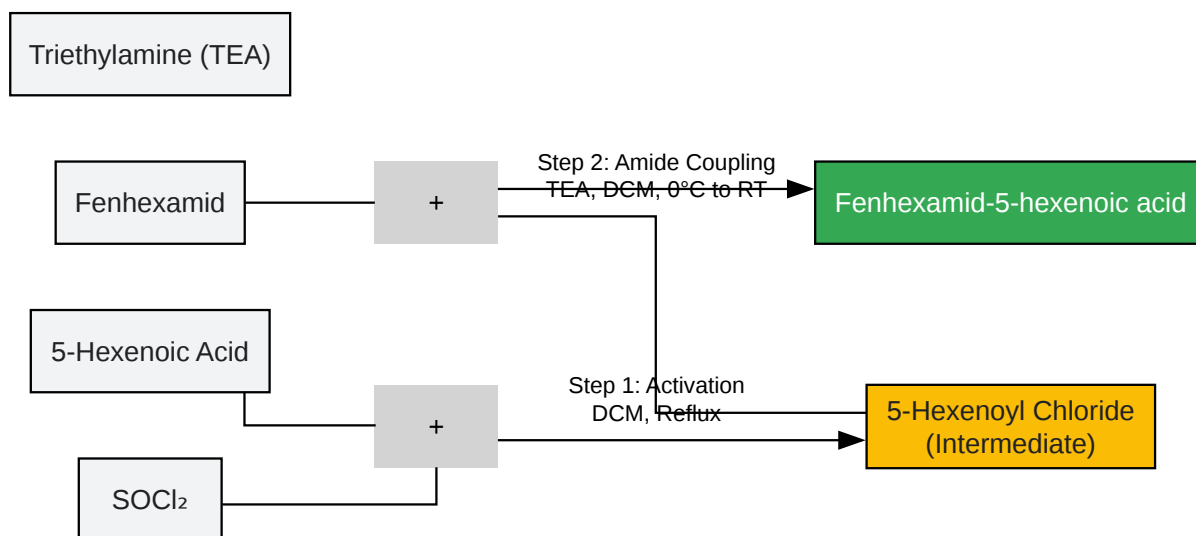 Triethylamine (TEA)
Step 2: Amide Coupling
TEA, DCM, 0°C to RT
Fenhexamid
+
Fenhexamid-5-hexenoic acid
5-Hexenoic Acid
Step 1: Activation
DCM, Reflux
+
5-Hexenoyl Chloride
(Intermediate)
SOCl₂